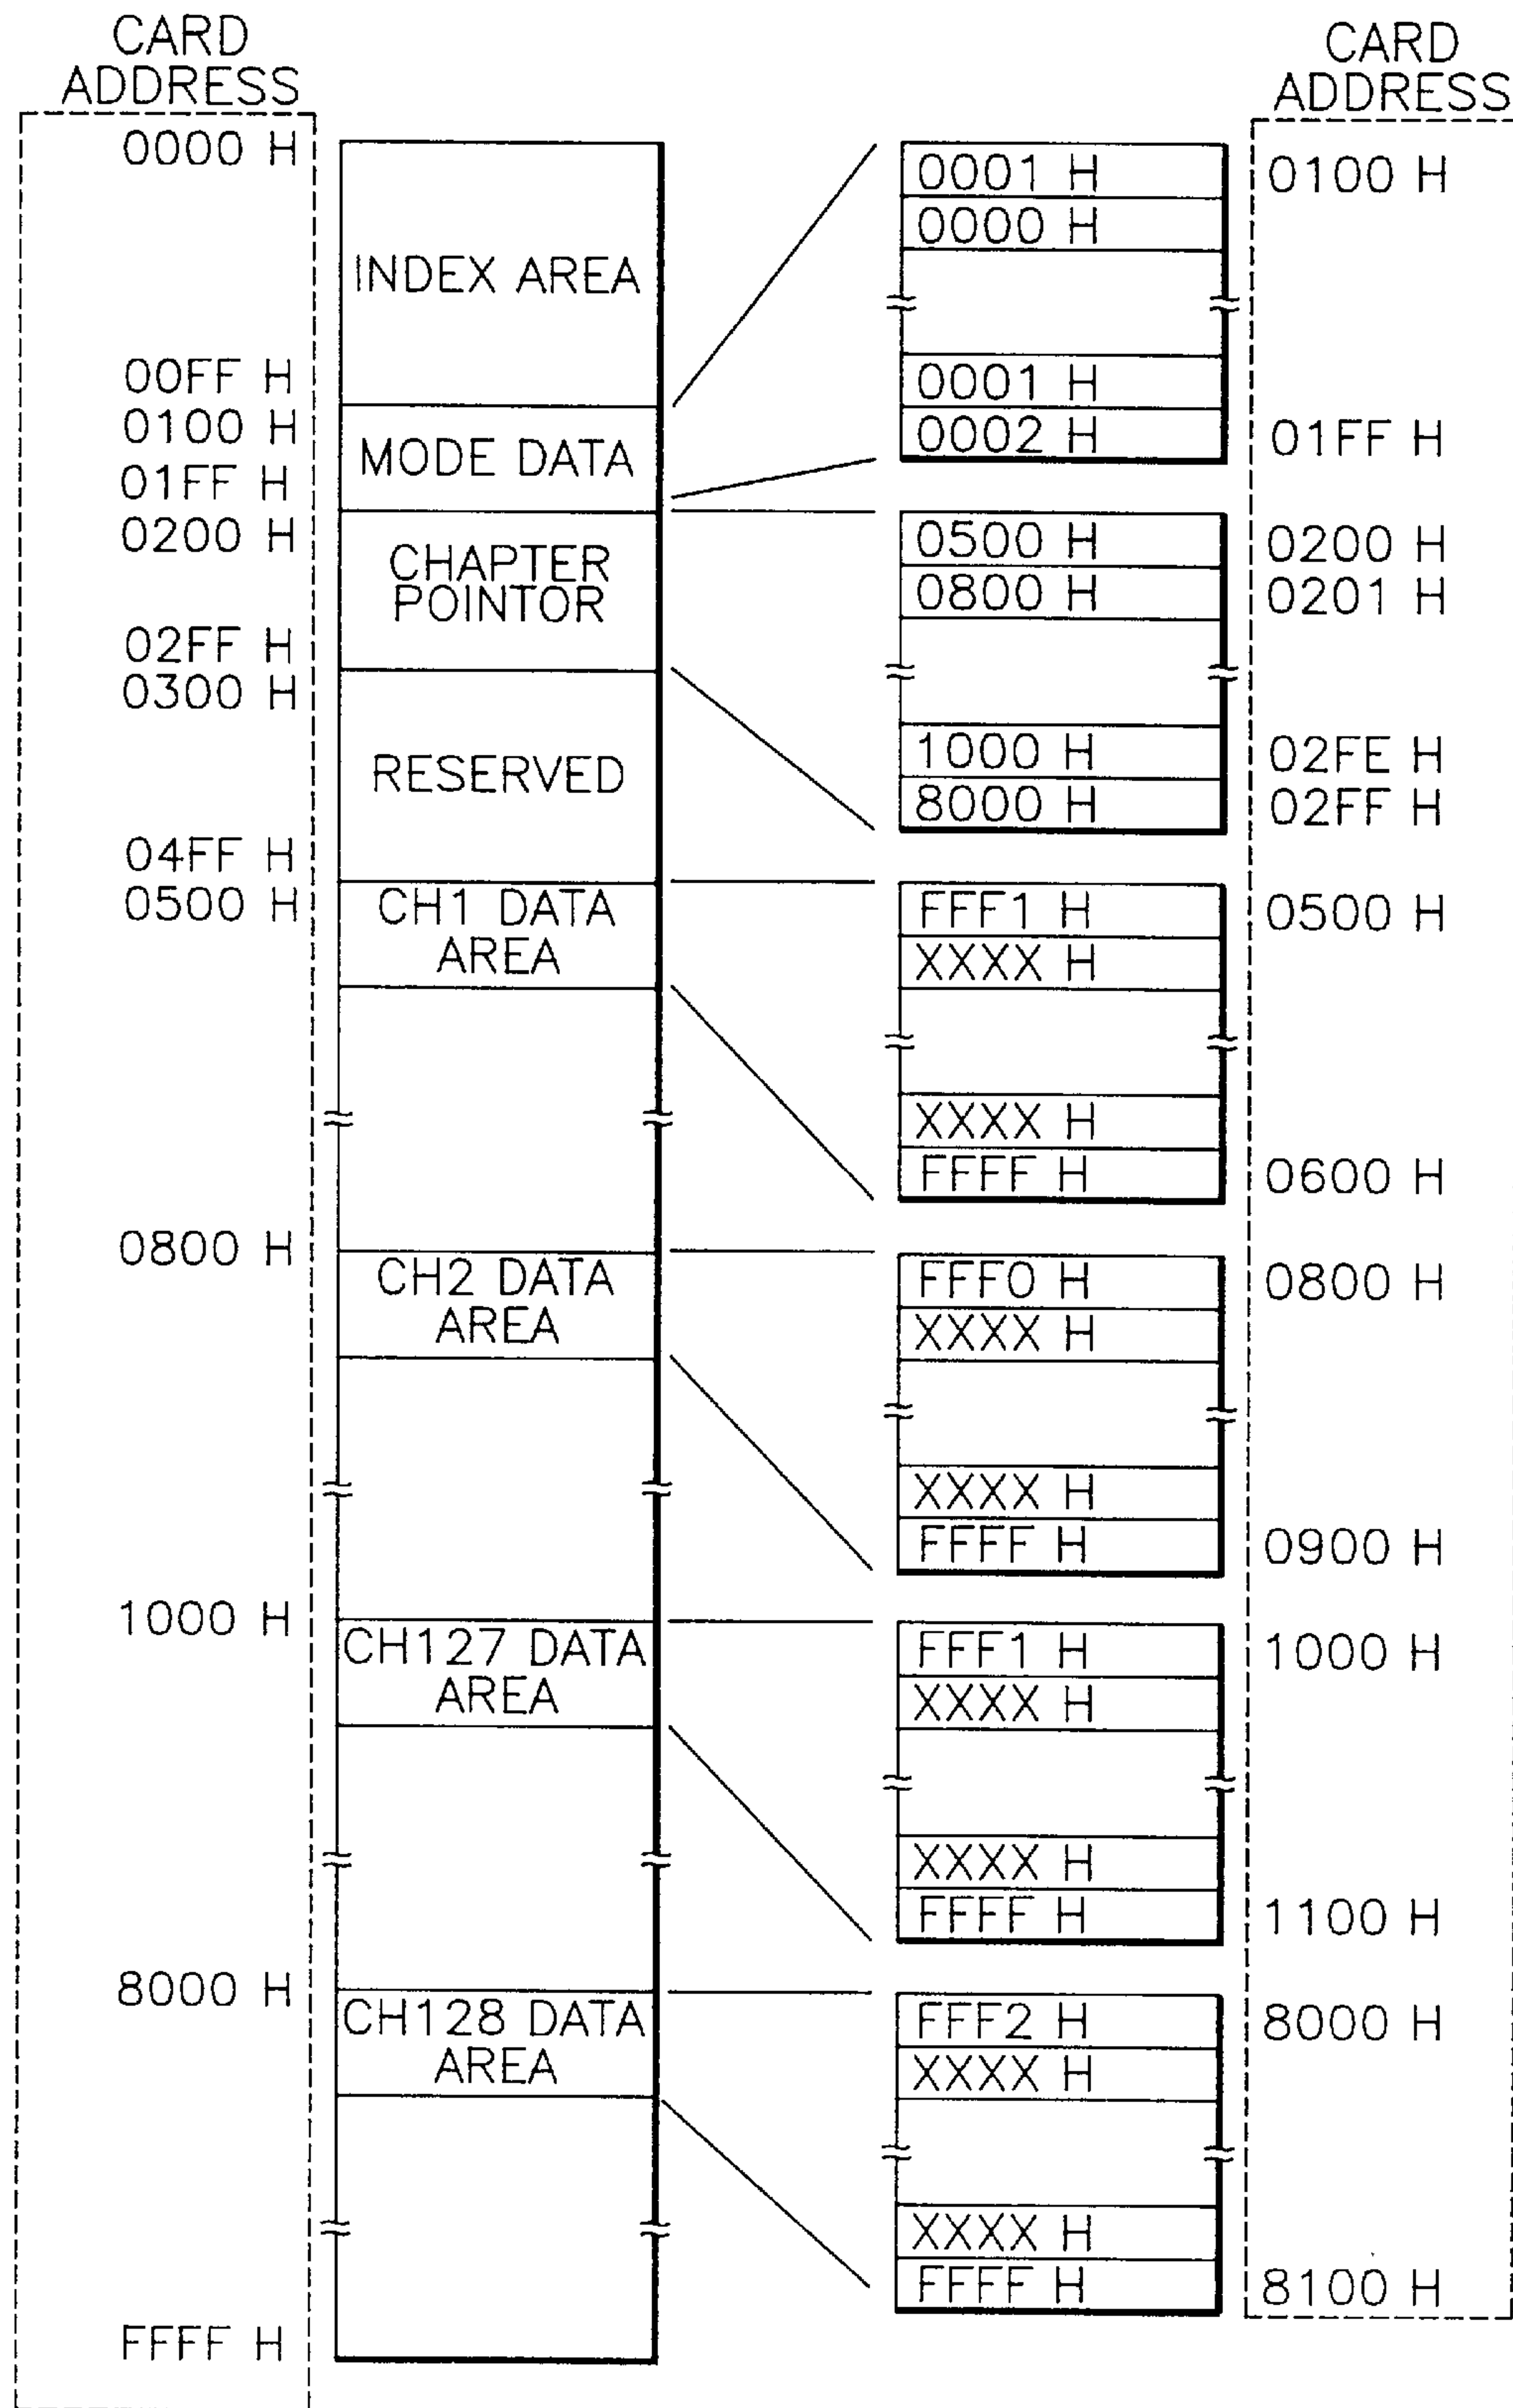 CARD
ADDRESS
0000 H
INDEX AREA
00FF H
0100 H
MODE DATA
01FF H
0200 H
CHAPTER
POINTOR
02FF H
0300 H
RESERVED
04FF H
0500 H
CH1 DATA
AREA
0800 H
CH2 DATA
AREA
1000 H
CH127 DATA
AREA
8000 H
CH128 DATA
AREA
FFFF H
CARD
ADDRESS
0001 H 0100 H
0000 H
0001 H
0002 H 01FF H
0500 H 0200 H
0800 H 0201 H
1000 H 02FE H
8000 H 02FF H
FFF1 H 0500 H
XXXX H
XXXX H
FFFF H 0600 H
FFF0 H 0800 H
XXXX H
XXXX H
FFFF H 0900 H
FFF1 H 1000 H
XXXX H
XXXX H
FFFF H 1100 H
FFF2 H 8000 H
XXXX H
XXXX H
FFFF H 8100 H